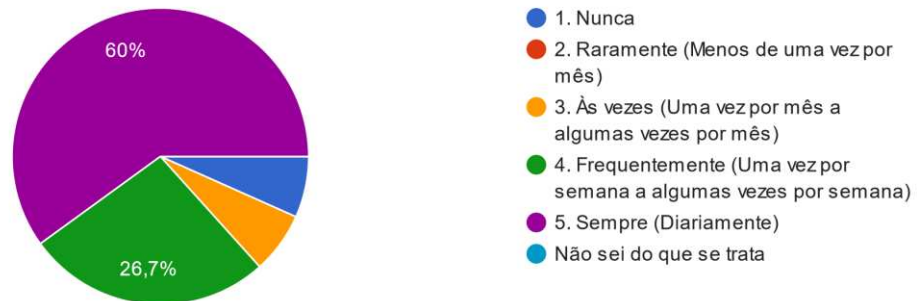 60%
26,7%
1. Nunca
2. Raramente (Menos de uma vez por
mês)
3. Às vezes (Uma vez por mês a
algumas vezes por mês)
4. Frequentemente (Uma vez por
semana a algumas vezes por semana)
5. Sempre (Diariamente)
Não sei do que se trata